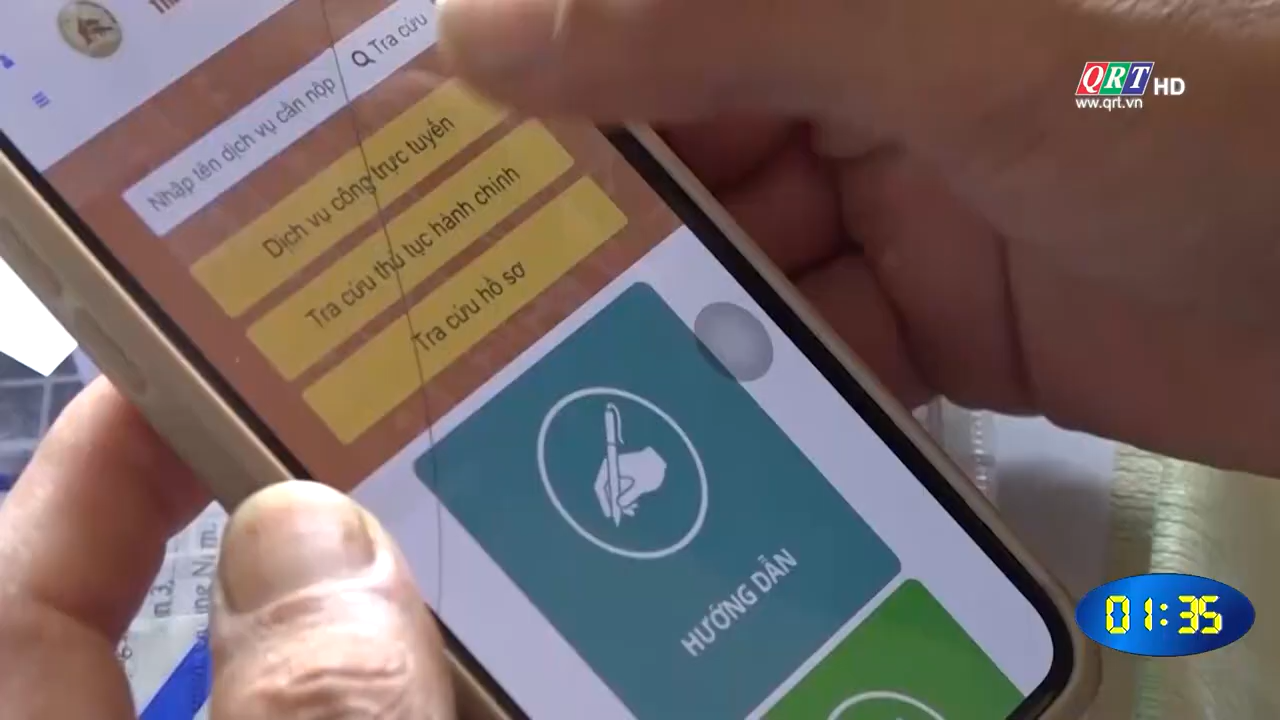 QRT HD
ww.qrt.vn
Tra cứu
Nhập tên dịch vụ cần nộp
Dịch vụ công trực tuyến
Tra cứu thủ tục hành chính
Tra cứu hồ sơ
HƯỚNG DẪN
01:35